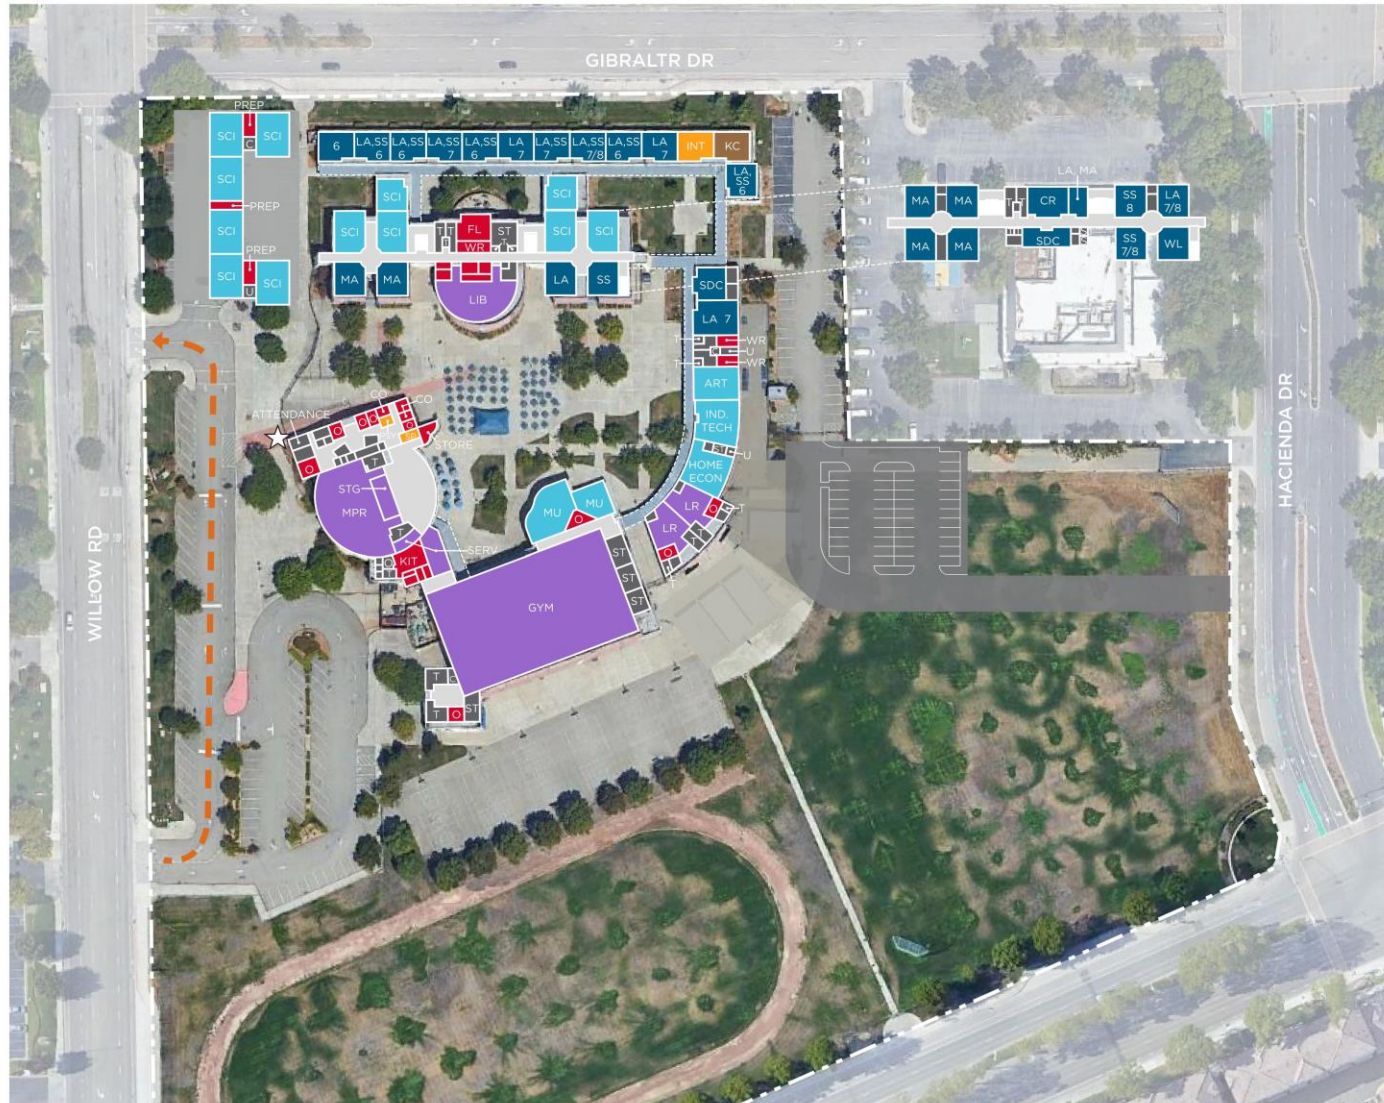 GIBRALTR DR
WILLOW RD
HACIENDA DR
PREP
SCI
SCI
C
SCI
PREP
SCI
PREP
SCI
SCI
U
6
LA,SS
6
LA,SS
6
LA,SS
7
LA,SS
6
LA
7
LA,SS
7
LA,SS
7/8
LA,SS
6
LA
7
INT
KC
LA,
SS
6
SCI
SCI
SCI
MA
MA
T
T
FL
WR
ST
T
LIB
SCI
SCI
SCI
LA
SS
LA, MA
MA
MA
MA
MA
T
CR
SDC
SS
8
LA
7/8
SS
7/8
WL
SDC
LA 7
T
WR
U
T
WR
ART
IND.
TECH
ST
U
HOME
ECON
LR
O
T
LR
T
T
O
T
ATTENDANCE
CO
CO
O
O
O
O
O
STORE
O
T
STG
MPR
T
SERV
O
KIT
MU
MU
O
ST
ST
ST
GYM
T
C
T
O
ST